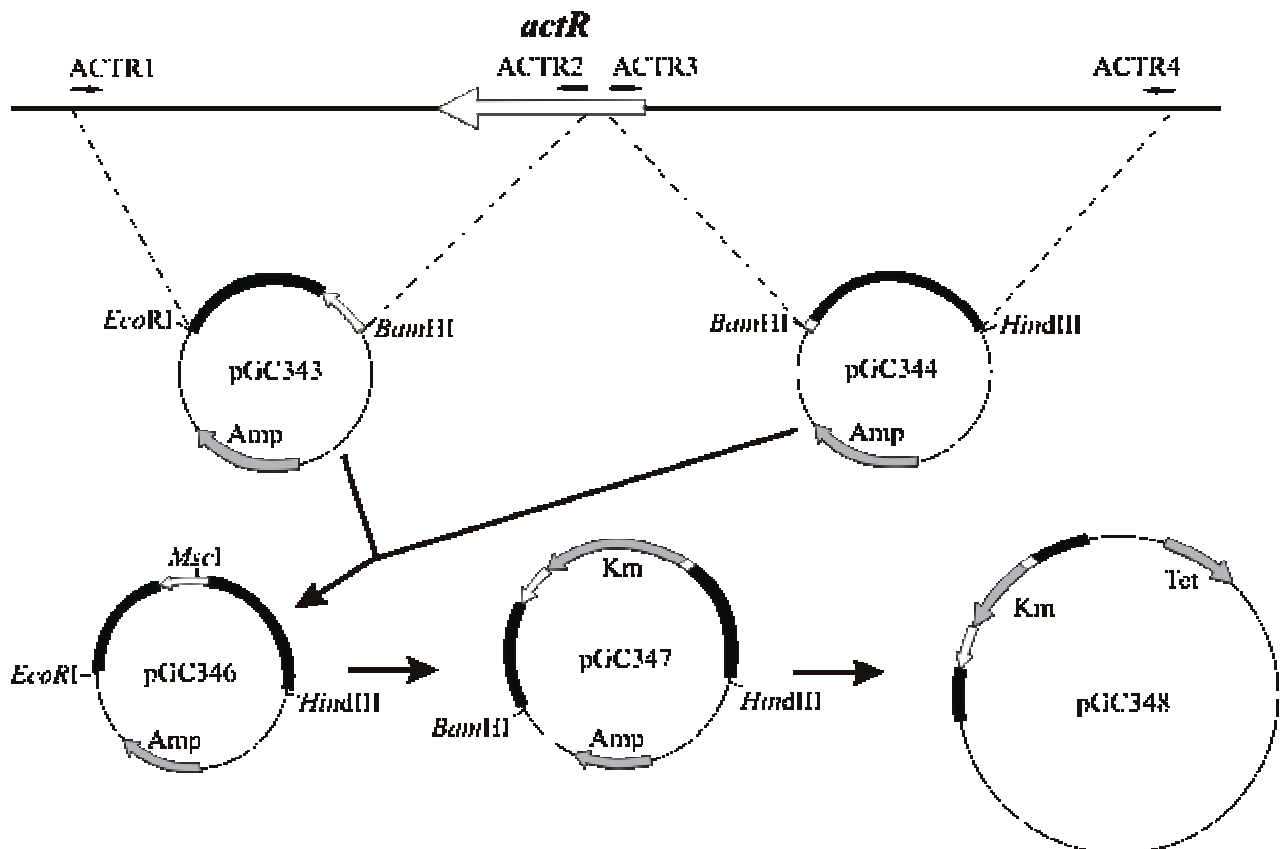 actR
ACTR1
ACTR2
ACTR3
ACTR4
EcoRI
BamHI
pGC343
Amp
BamHI
HindIII
pGC344
Amp
MscI
EcoRI
pGC346
HindIII
Amp
Km
pGC347
BamHI
HindIII
Amp
Tet
Km
pGC348